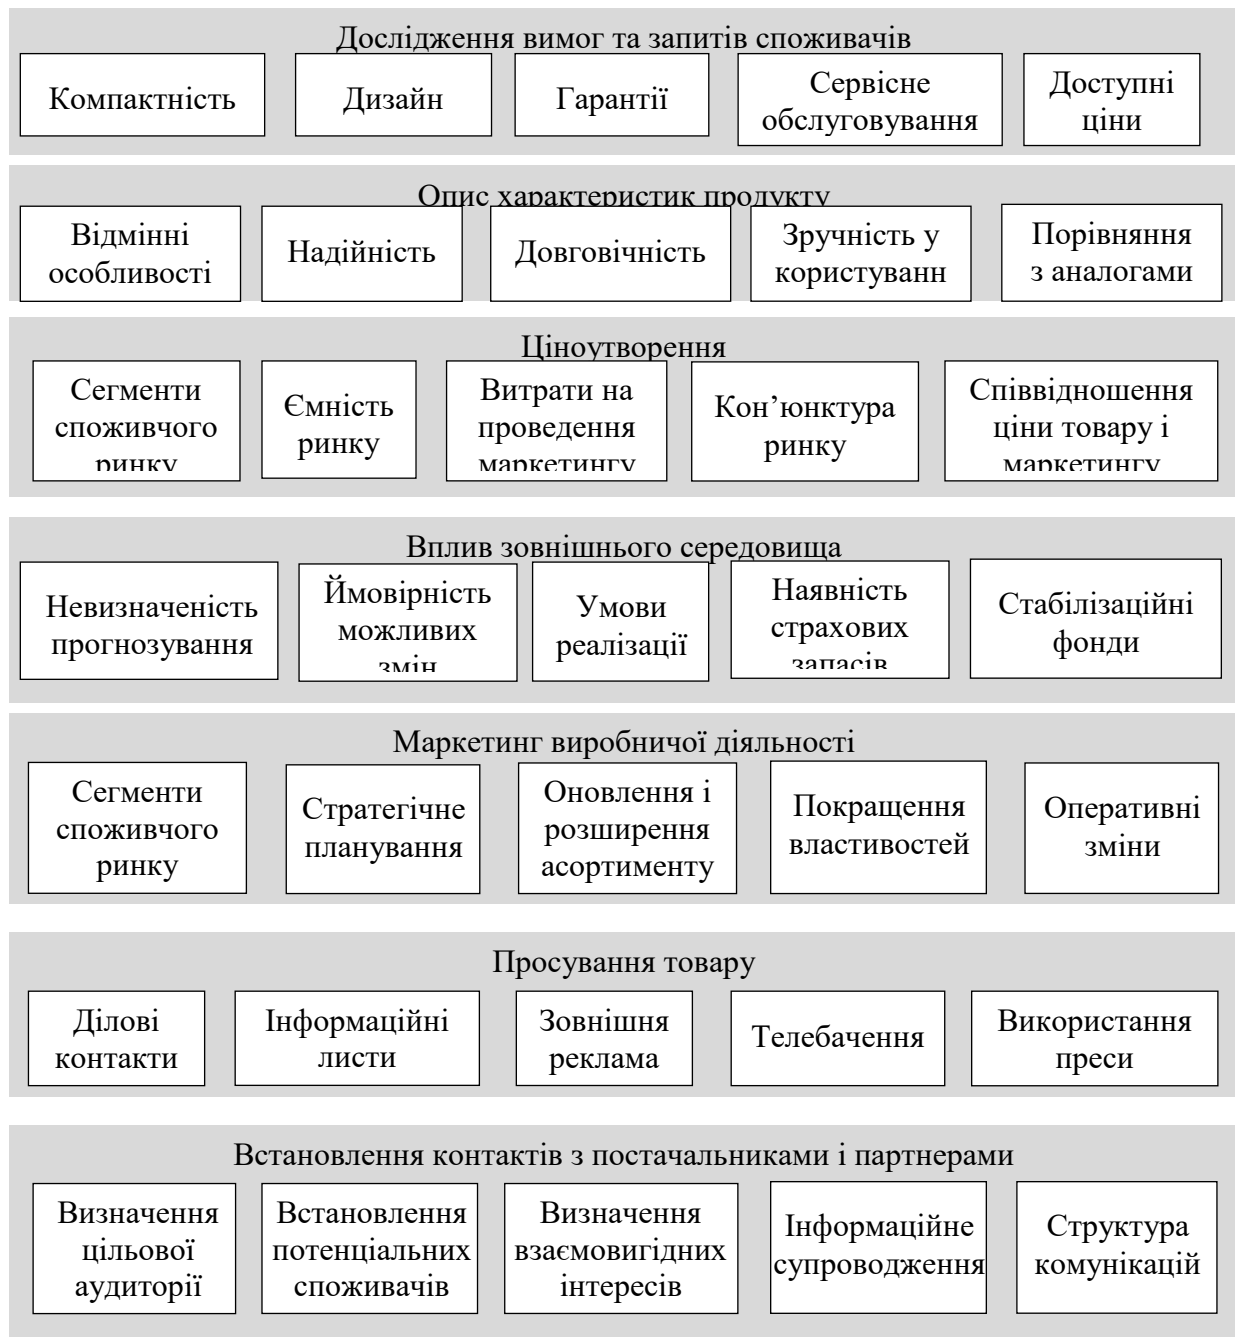 Дослідження вимог та запитів споживачів
Компактність
Дизайн
Гарантії
Сервісне
обслуговування
Доступні
ціни
Опис характеристик продукту
Відмінні
особливості
Надійність
Довговічність
Зручність у
користуванн
Порівняння
з аналогами
Ціноутворення
Сегменти
споживчого
ринку
Ємність
ринку
Витрати на
проведення
маркетингу
Кон’юнктура
ринку
Співвідношення
ціни товару і
маркетингу
Вплив зовнішнього середовища
Невизначеність
прогнозування
Ймовірність
можливих
змін
Умови
реалізації
Наявність
страхових
запасів
Стабілізаційні
фонди
Маркетинг виробничої діяльності
Сегменти
споживчого
ринку
Стратегічне
планування
Оновлення і
розширення
асортименту
Покращення
властивостей
Оперативні
зміни
Просування товару
Ділові
контакти
Інформаційні
листи
Зовнішня
реклама
Телебачення
Використання
преси
Встановлення контактів з постачальниками і партнерами
Визначення
цільової
аудиторії
Встановлення
потенціальних
споживачів
Визначення
взаємовигідних
інтересів
Інформаційне
супроводження
Структура
комунікацій